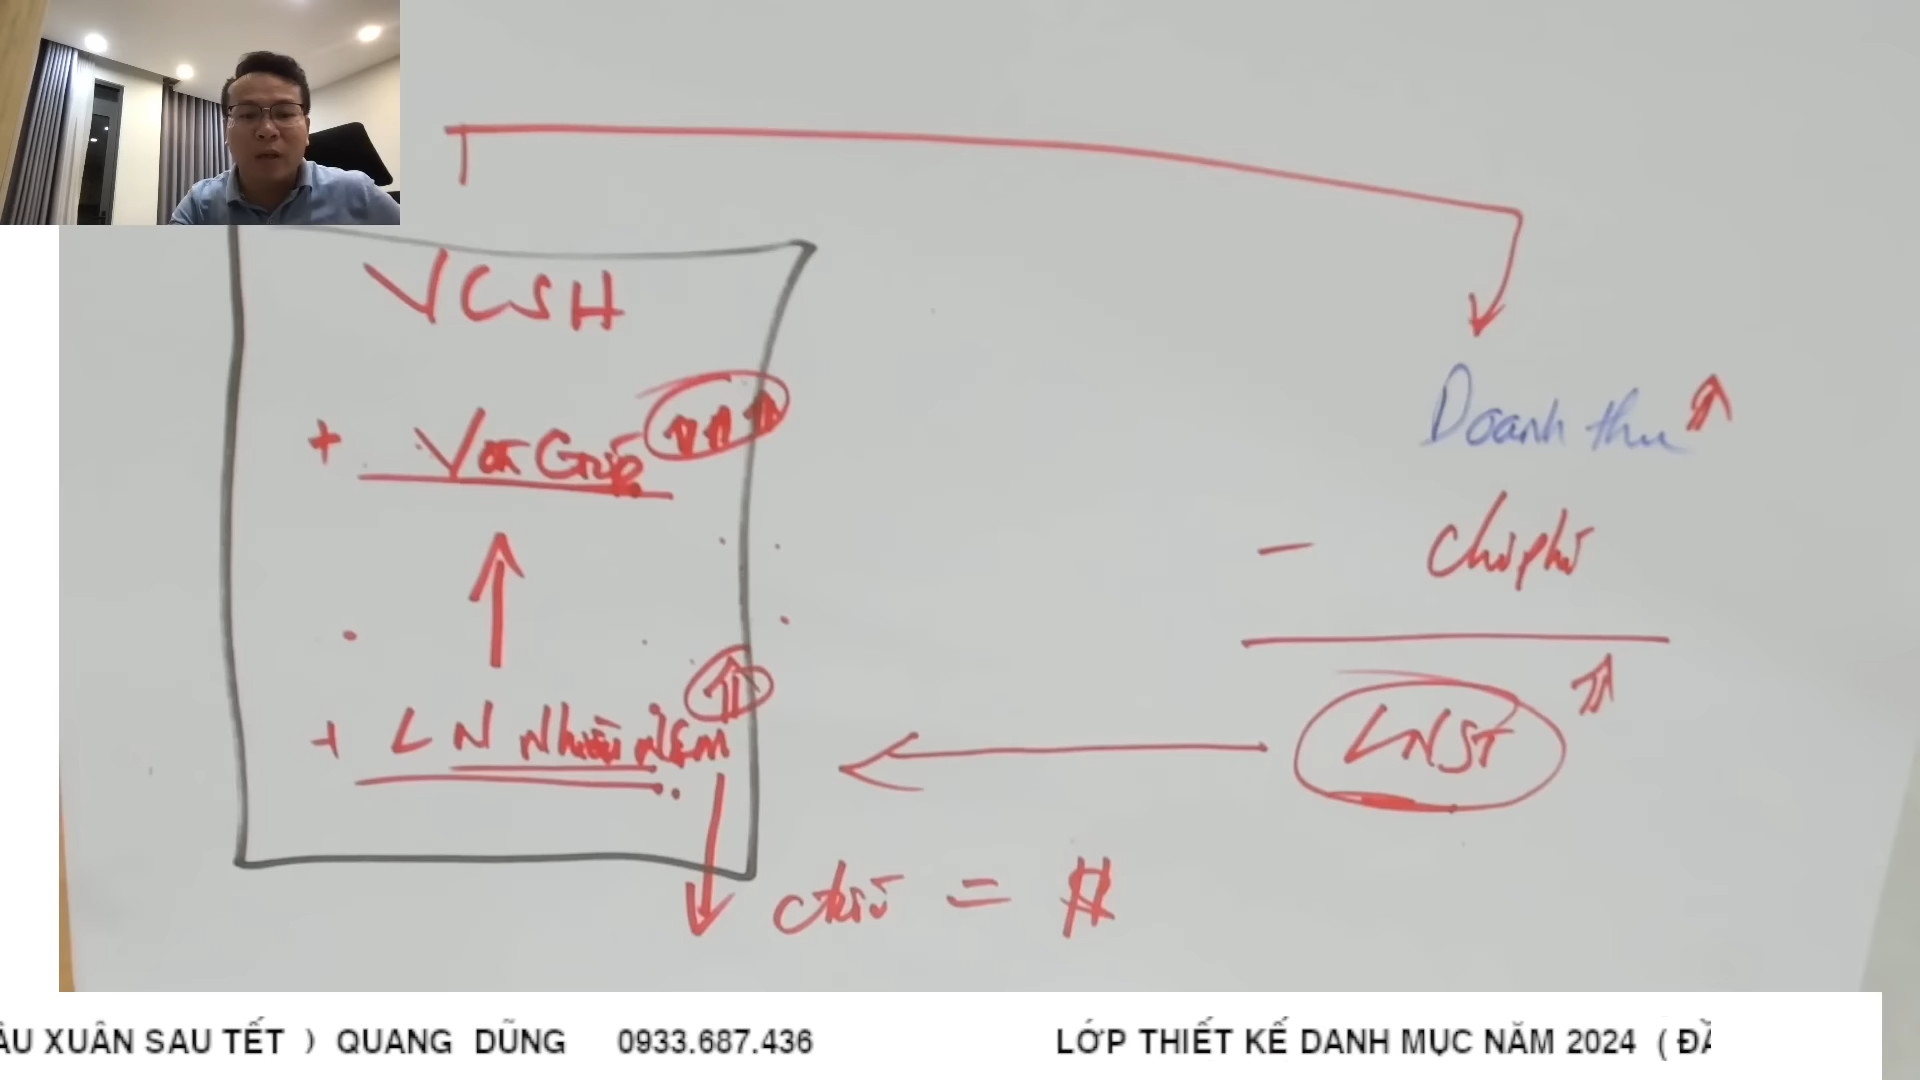 VCSH
+ Vốn Góp
+ LN Nhiều Năm
chia = $
Doanh thu
- chi phí
LNST
ẦU XUÂN SAU TẾT ) QUANG DŨNG 0933.687.436 LỚP THIẾT KẾ DANH MỤC NĂM 2024 ( ĐẦ